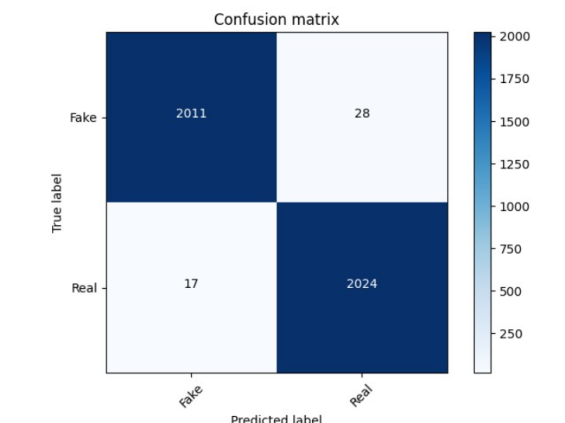 Confusion matrix
Fake
2011
28
2000
1750
1500
1250
1000
750
500
250
True label
Real
17
2024
Fake
Real
Predicted label